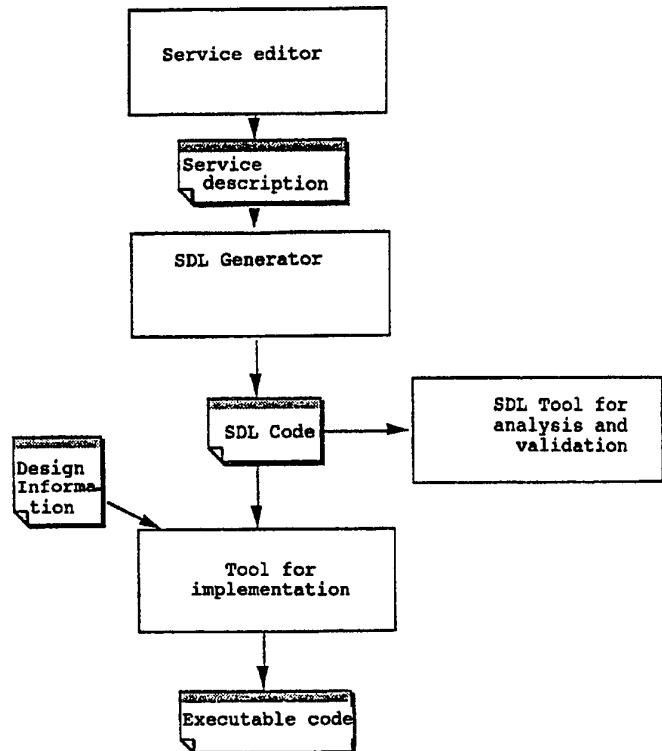 Service editor
Service
description
SDL Generator
SDL Code
SDL Tool for
analysis and
validation
Design
Informa-
tion
Tool for
implementation
Executable code